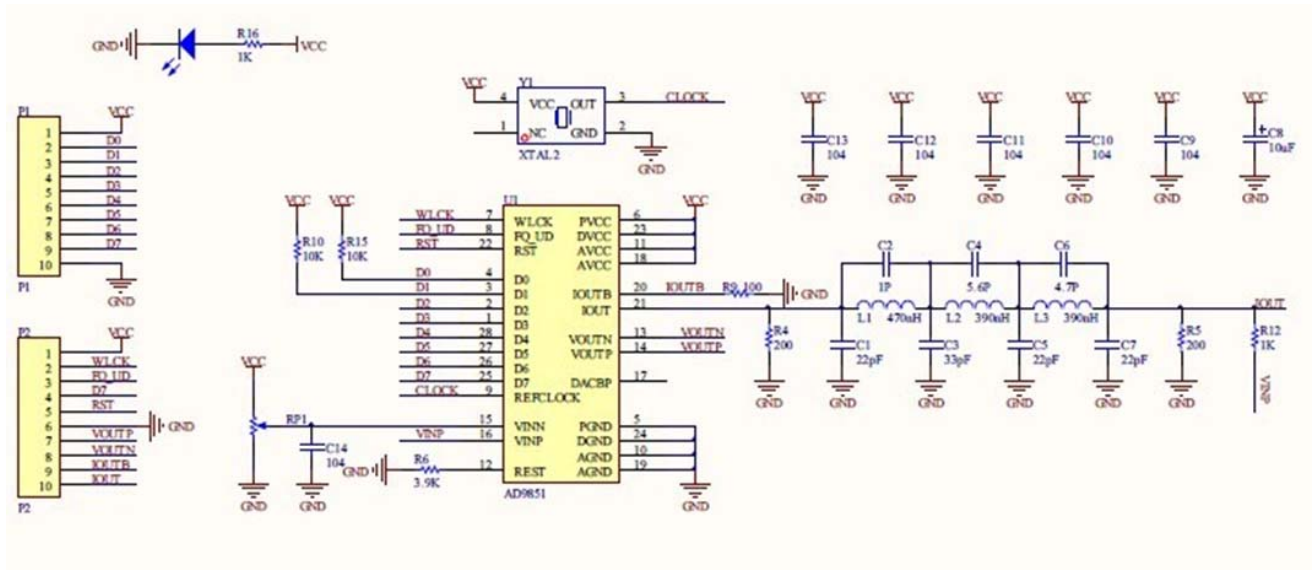 GND R16 1K VCC
P1
VCC
1
2 D0
3 D1
4 D2
5 D3
6 D4
7 D5
8 D6
9 D7
10
GND
P1
P2
VCC
1
2 WLCK
3 FQ_UD
4 D7
5 RST
6 GND
7 VOUTP
8 VOUTN
9 IOUTB
10 IOUT
P2
VCC Y1
4 VCC OUT 3 CLOCK
1 NC GND 2
XTAL2 GND
VCC VCC VCC VCC VCC VCC
C13 104 C12 104 C11 104 C10 104 C9 104 + C8 10uF
GND GND GND GND GND GND
VCC VCC
R10 10K R15 10K
U1
WLCK 7 WLCK PVCC 6 VCC
FQ_UD 8 FQ_UD DVCC 23
RST 22 RST AVCC 11
AVCC 18
D0 4 D0
D1 3 D1 IOUTB 20 IOUTB R9 100 GND
D2 2 D2 IOUT 21
D3 1 D3
D4 28 D4 VOUTN 13 VOUTN
D5 27 D5 VOUTP 14 VOUTP
D6 26 D6
D7 25 D7 DACBP 17
CLOCK 9 REFCLOCK
VCC
RP1 15 VINN PGND 5
VINP 16 VINP DGND 24
C14 104 AGND 10
GND R6 3.9K 12 REST AGND 19
GND GND AD9851 GND
C2 1P C4 5.6P C6 4.7P
L1 470nH L2 390nH L3 390nH IOUT
R4 200 C1 22pF C3 33pF C5 22pF C7 22pF R5 200 R12 1K
GND GND GND GND GND GND VINP